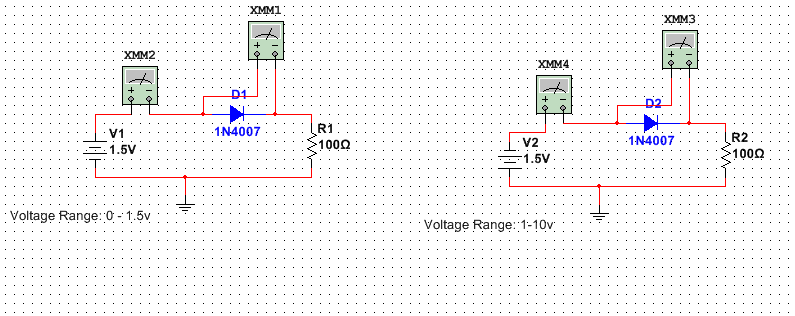 XMM1
XMM2
D1
1N4007
V1
1.5V
R1
100Ω
Voltage Range: 0 - 1.5v
XMM3
XMM4
D2
1N4007
V2
1.5V
R2
100Ω
Voltage Range: 1-10v